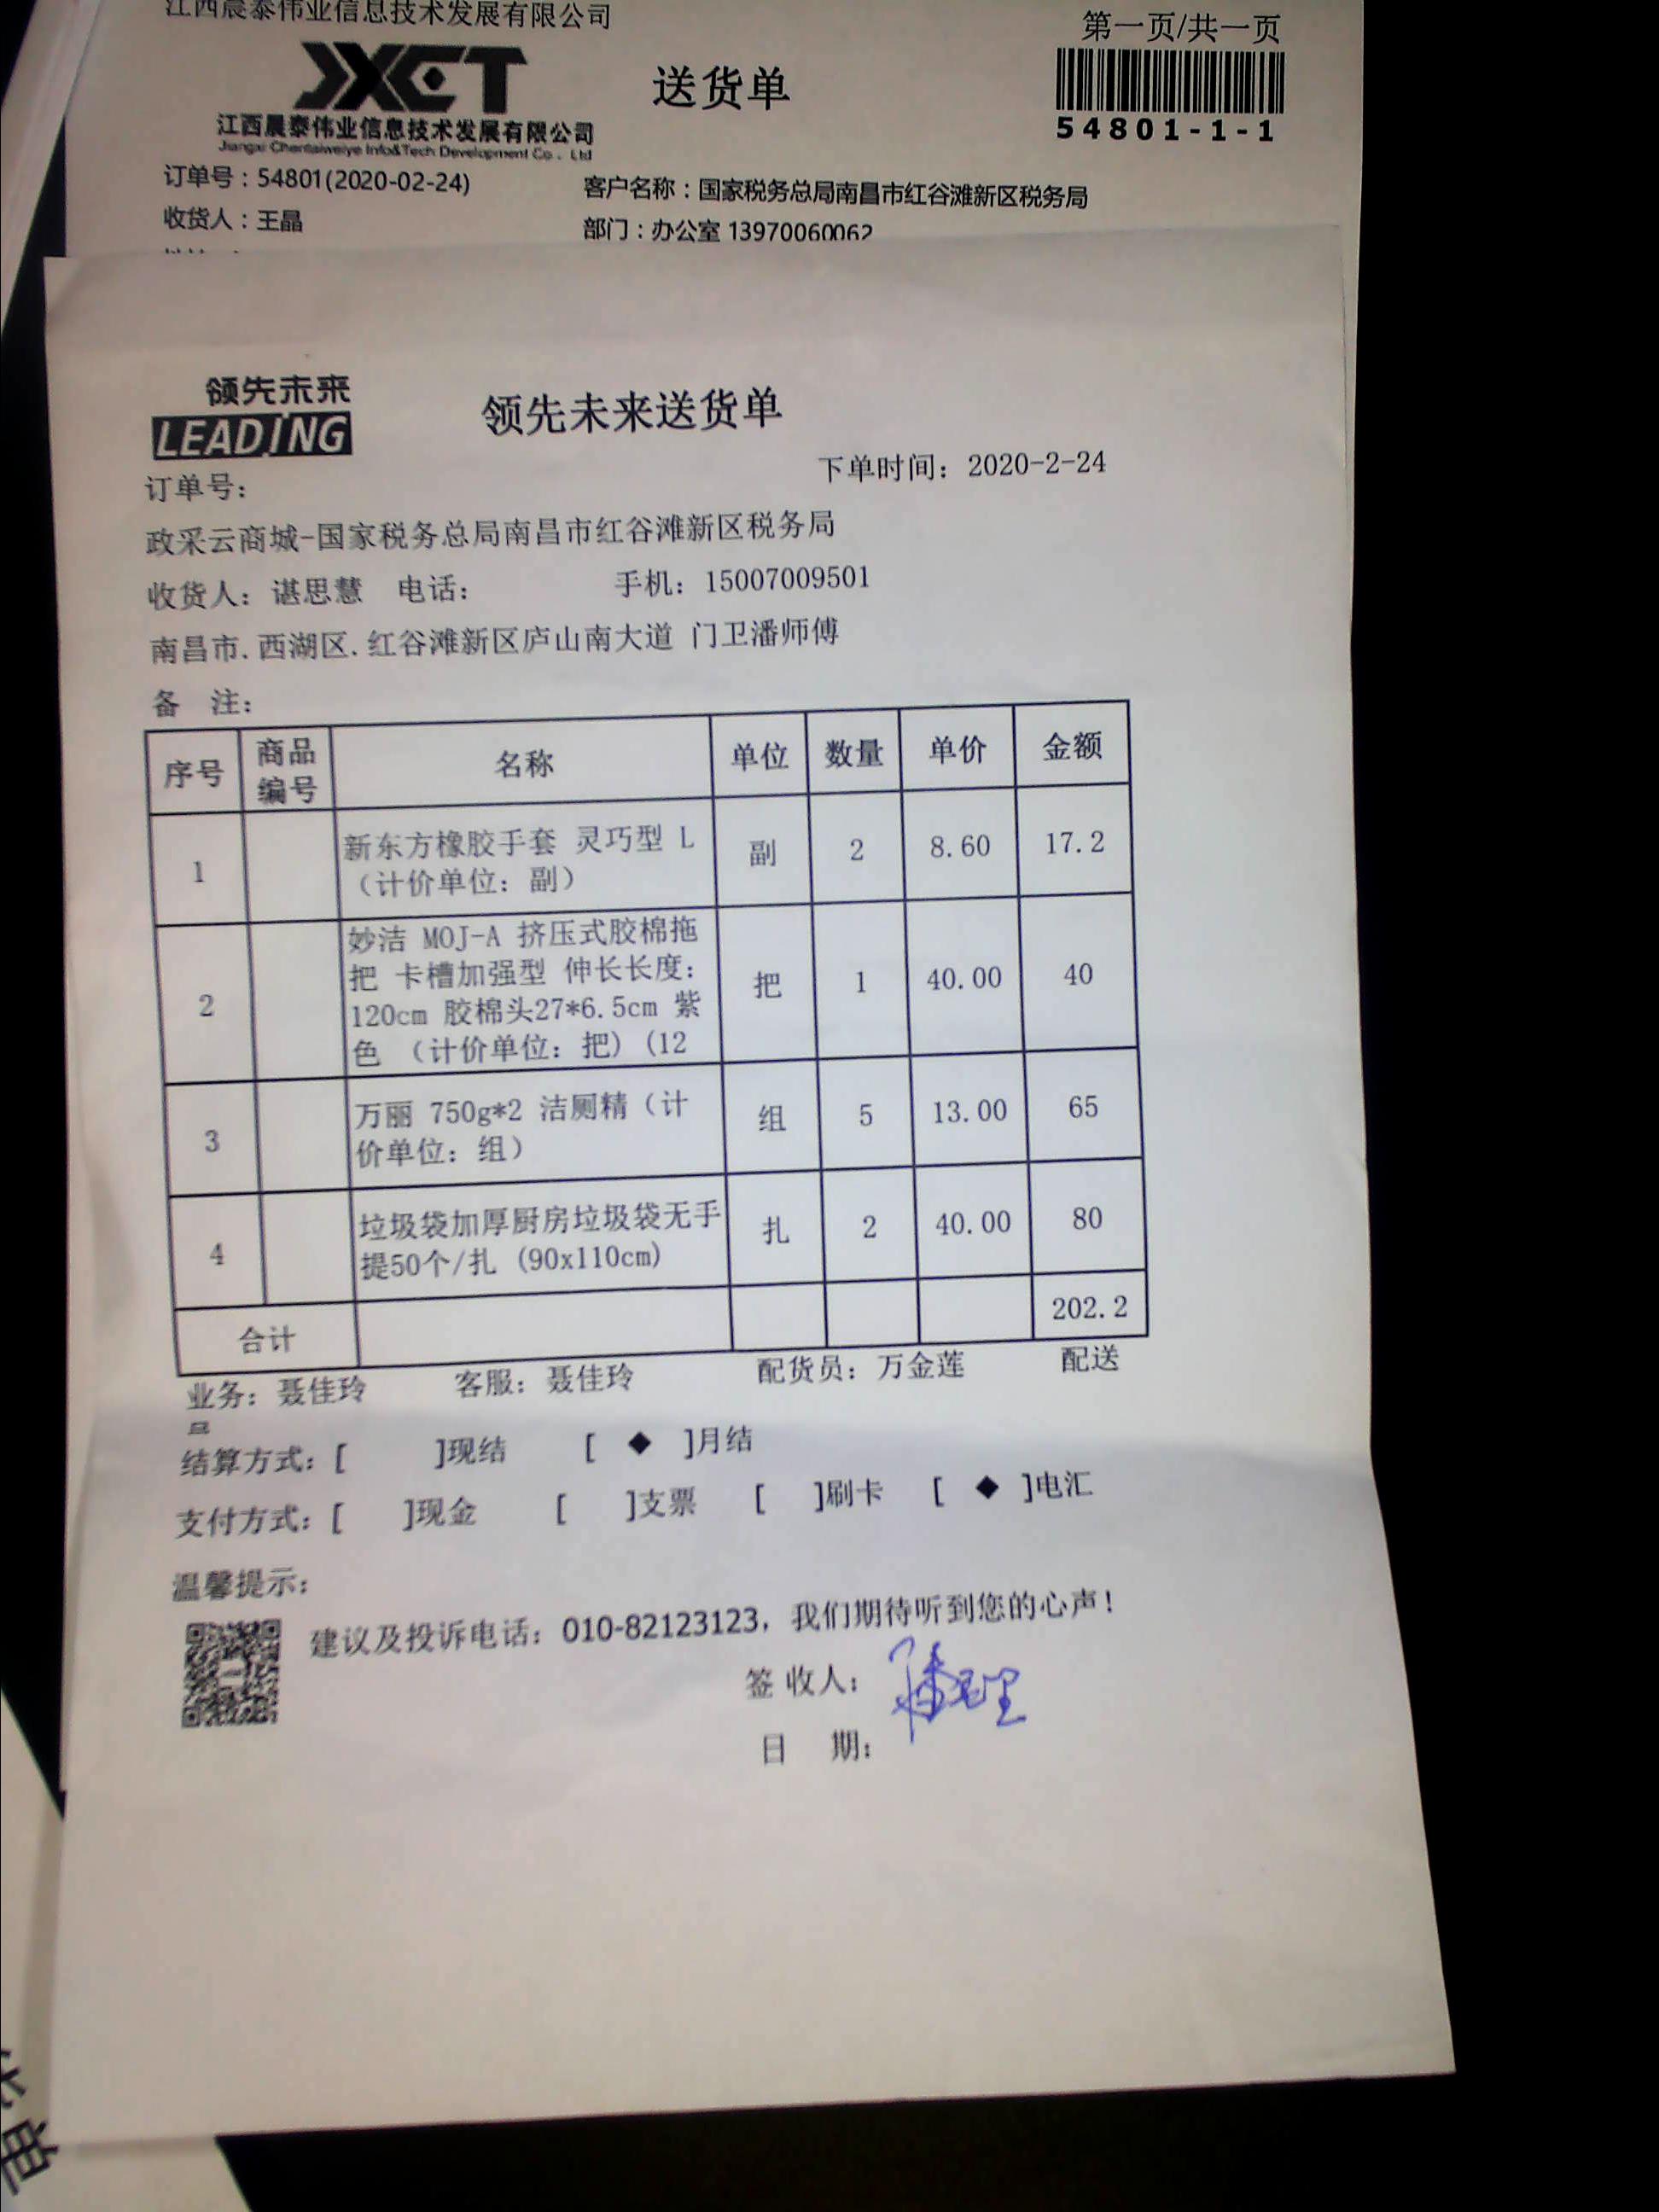 江西晨泰伟业信息技术发展有限公司
第一页/共一页
JXCT
送货单
54801-1-1
江西晨泰伟业信息技术发展有限公司
Jiangxi Chentaiweiye Info&Tech Development Co., Ltd
订单号：54801(2020-02-24)
客户名称：国家税务总局南昌市红谷滩新区税务局
收货人：王晶
部门：办公室 13970060062
领先未来
LEADING
领先未来送货单
下单时间：2020-2-24
订单号：
政采云商城-国家税务总局南昌市红谷滩新区税务局
收货人：谌思慧 电话： 手机：15007009501
南昌市.西湖区.红谷滩新区庐山南大道 门卫潘师傅
备 注：
序号 商品编号 名称 单位 数量 单价 金额
1 新东方橡胶手套 灵巧型 L 副 2 8.60 17.2
（计价单位：副）
2 妙洁 MOJ-A 挤压式胶棉拖 把 1 40.00 40
把 卡槽加强型 伸长长度：
120cm 胶棉头27*6.5cm 紫
色 （计价单位：把）(12
3 万丽 750g*2 洁厕精（计 组 5 13.00 65
价单位：组）
4 垃圾袋加厚厨房垃圾袋无手 扎 2 40.00 80
提50个/扎 (90x110cm)
合计 202.2
业务：聂佳玲 客服：聂佳玲 配货员：万金莲 配送
结算方式：[ ]现结 [ ◆ ]月结
支付方式：[ ]现金 [ ]支票 [ ]刷卡 [ ◆ ]电汇
温馨提示：
建议及投诉电话：010-82123123，我们期待听到您的心声！
签收人：
日 期：